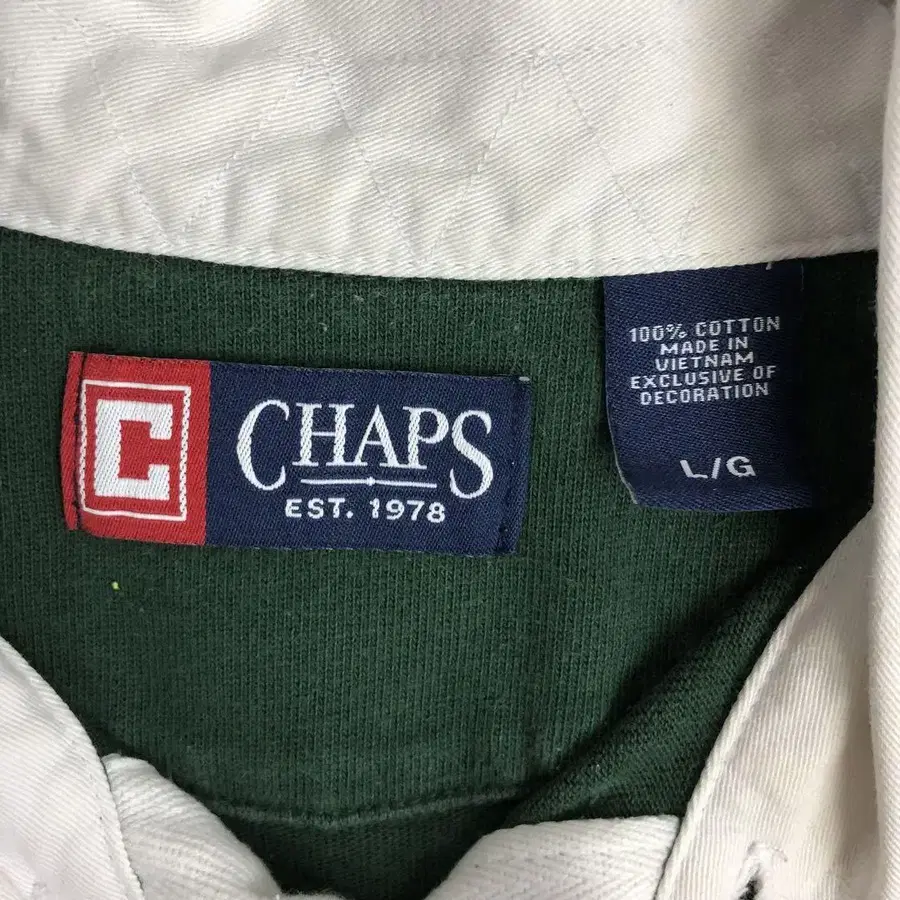 C CHAPS
EST. 1978
100% COTTON
MADE IN
VIETNAM
EXCLUSIVE OF
DECORATION
L/G